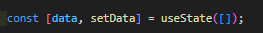 const [data, setData] = useState([]);